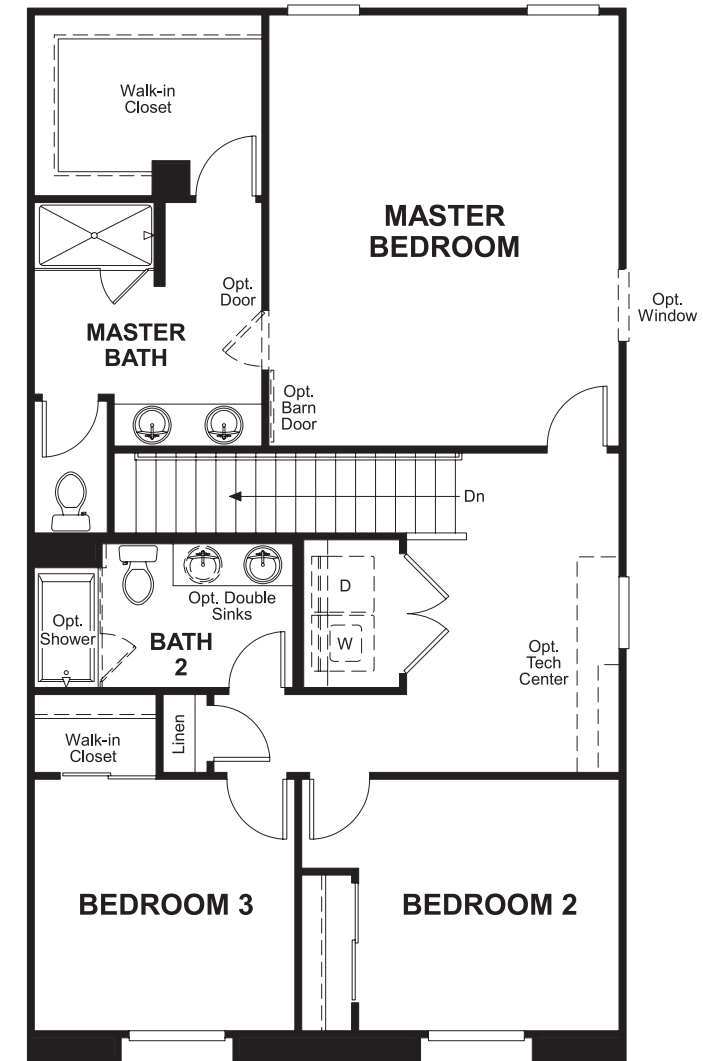 Walk-in
Closet
MASTER
BEDROOM
Opt.
Door
Opt.
Window
MASTER
BATH
Opt.
Barn
Door
Dn
D
Opt. Double
Sinks
Opt.
Shower
BATH
2
W
Opt.
Tech
Center
Linen
Walk-in
Closet
BEDROOM 3
BEDROOM 2